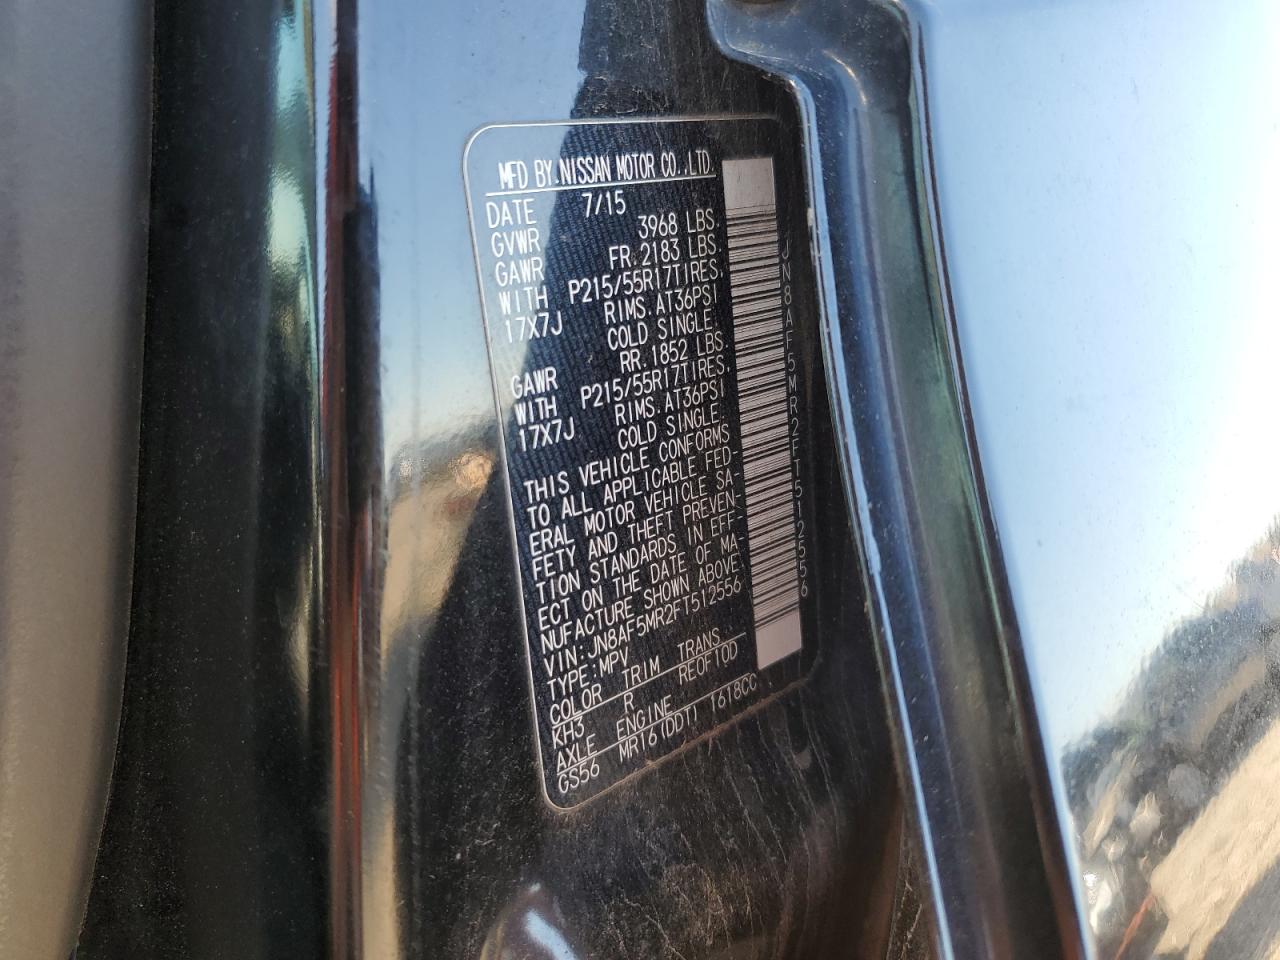 MFD BY.NISSAN MOTOR CO.,LTD.
DATE 7/15
GVWR 3968 LBS.
GAWR FR.2183 LBS.
WITH P215/55R17TIRES.
17X7J RIMS.AT36PSI
COLD SINGLE.
GAWR RR.1852 LBS.
WITH P215/55R17TIRES.
17X7J RIMS.AT36PSI
COLD SINGLE.
THIS VEHICLE CONFORMS
TO ALL APPLICABLE FED-
ERAL MOTOR VEHICLE SA-
FETY AND THEFT PREVEN-
TION STANDARDS IN EFF-
ECT ON THE DATE OF MA-
NUFACTURE SHOWN ABOVE.
VIN:JN8AF5MR2FT512556
TYPE:MPV
COLOR TRIM TRANS
KH3 R RE0F10D
AXLE ENGINE
GS56 MR16(DDT) 1618CC
JN8AF5MR2FT512556